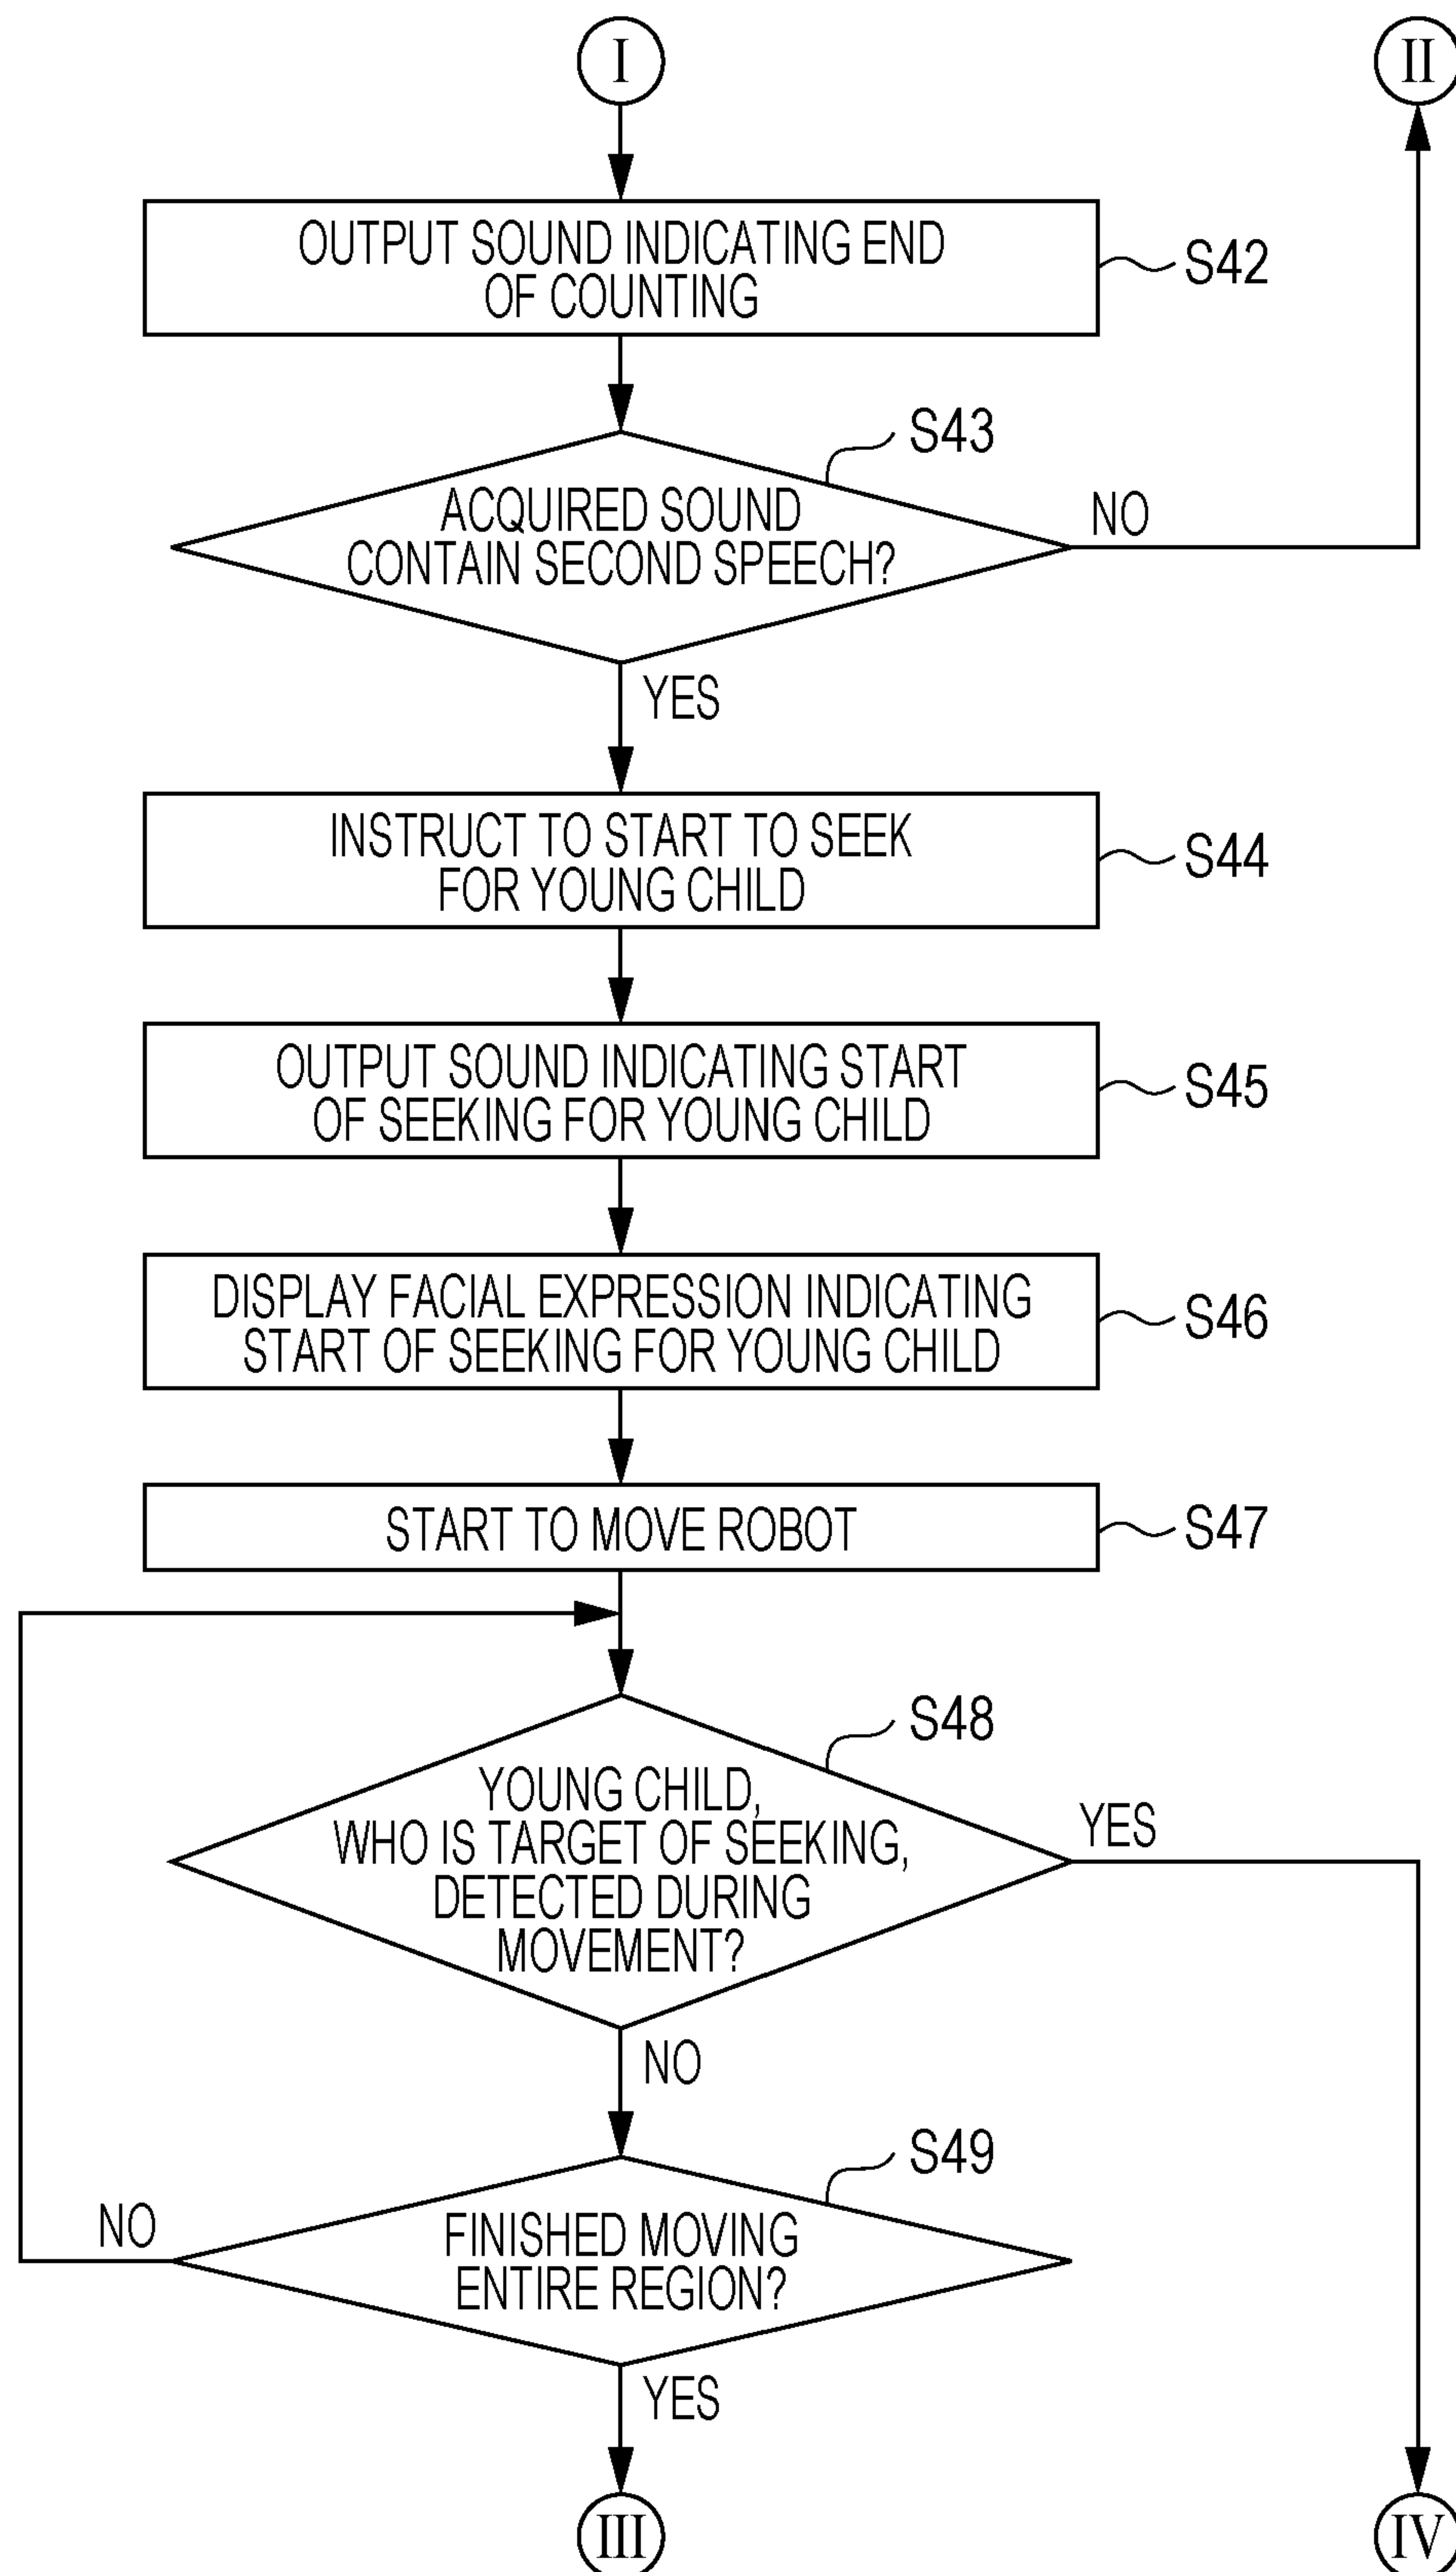 I
II
OUTPUT SOUND INDICATING END
OF COUNTING
S42
S43
ACQUIRED SOUND
CONTAIN SECOND SPEECH?
NO
YES
INSTRUCT TO START TO SEEK
FOR YOUNG CHILD
S44
OUTPUT SOUND INDICATING START
OF SEEKING FOR YOUNG CHILD
S45
DISPLAY FACIAL EXPRESSION INDICATING
START OF SEEKING FOR YOUNG CHILD
S46
START TO MOVE ROBOT
S47
S48
YOUNG CHILD,
WHO IS TARGET OF SEEKING,
DETECTED DURING
MOVEMENT?
YES
NO
S49
FINISHED MOVING
ENTIRE REGION?
NO
YES
III
IV